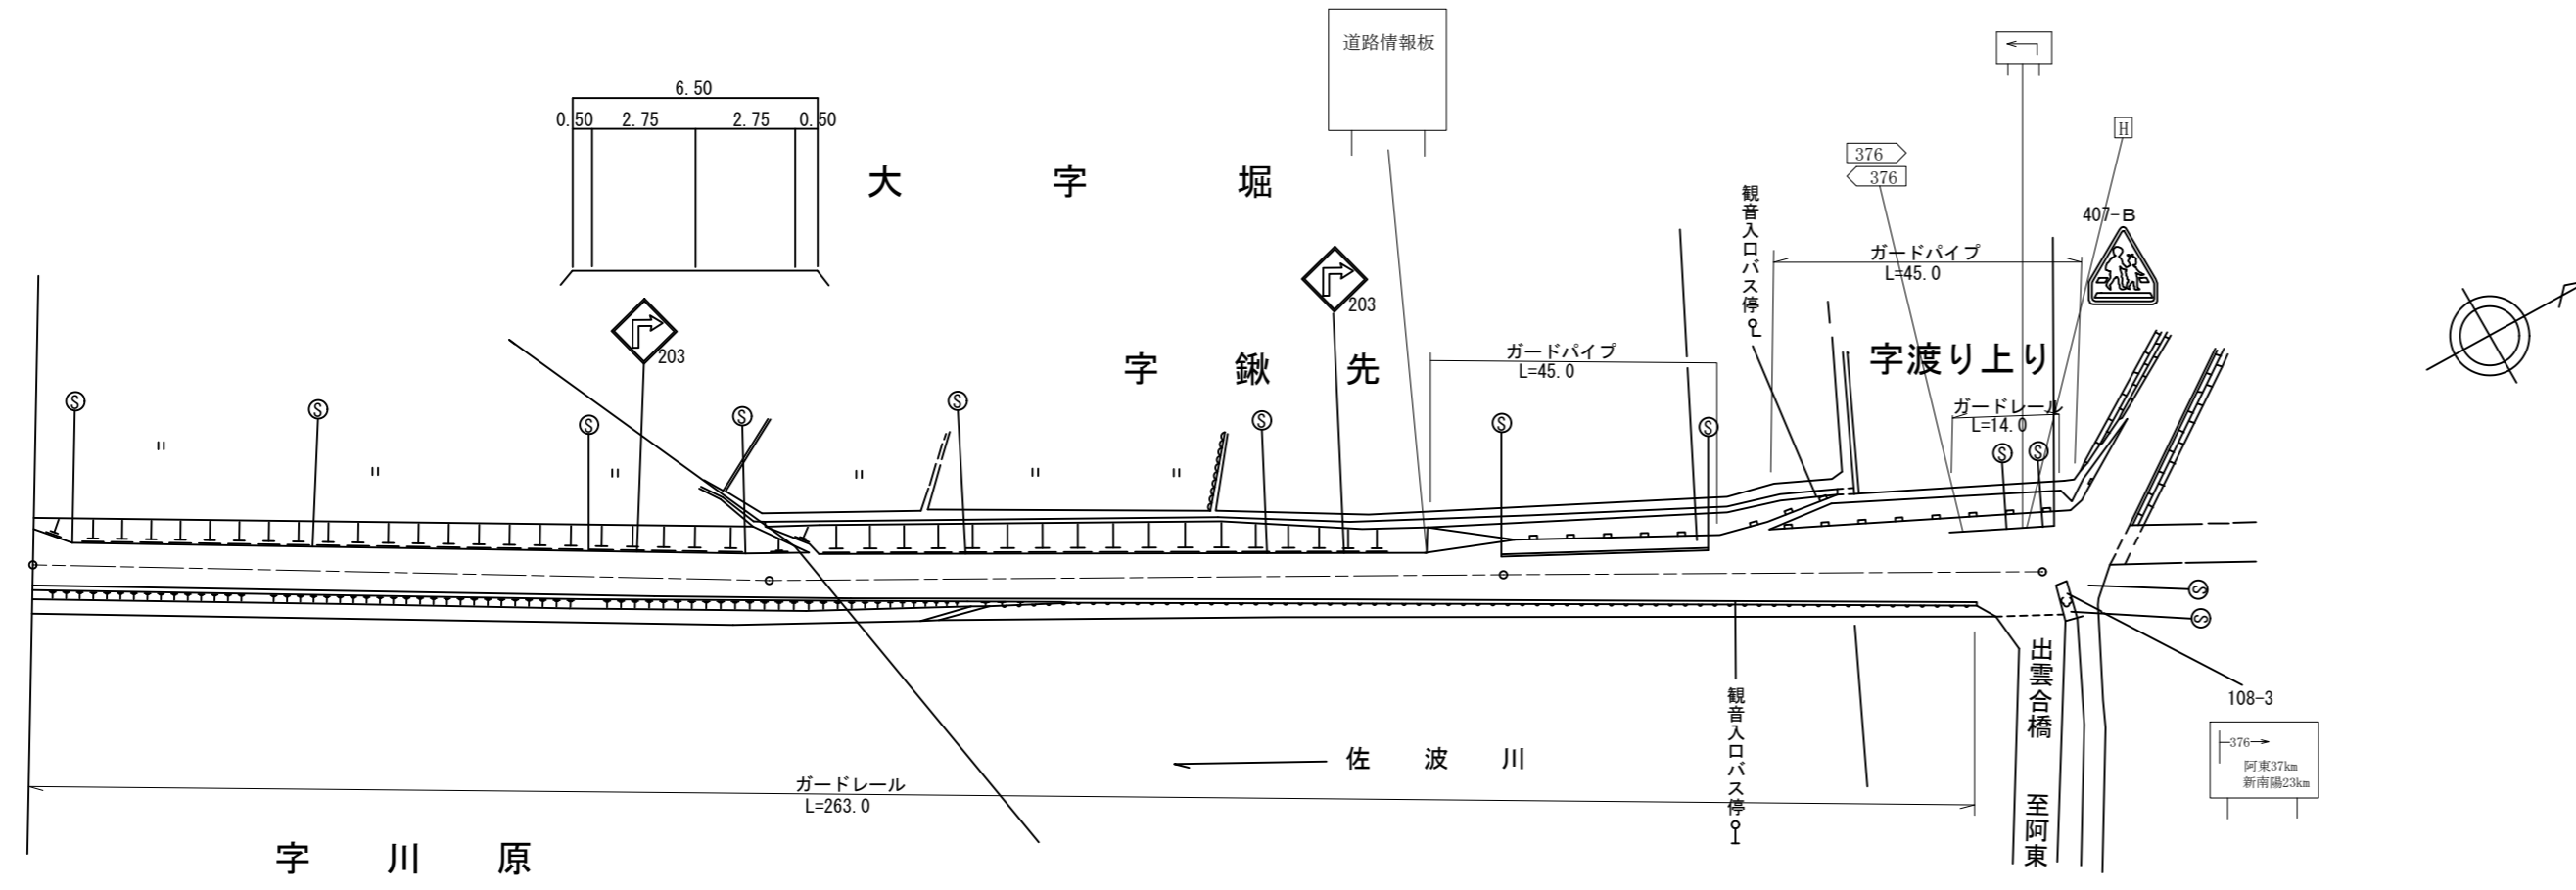 道路情報板
6.50
0.50 2.75 2.75 0.50
大字堀
376
376
H
407-B
観音入口バス停
ガードパイプ
L=45.0
203
203
字鍬先
ガードパイプ
L=45.0
字渡り上り
ガードレール
L=14.0
S
S
S
S
S
S
S
S
S
S
S
S
108-3
出雲合橋
至阿東
376
阿東37km
新南陽23km
観音入口バス停
佐波川
ガードレール
L=263.0
字川原